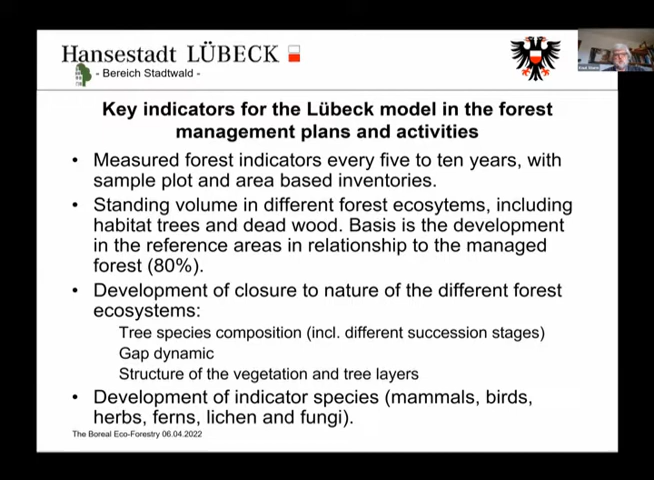 Hansestadt LÜBECK
- Bereich Stadtwald -
Key indicators for the Lübeck model in the forest
management plans and activities
• Measured forest indicators every five to ten years, with
sample plot and area based inventories.
• Standing volume in different forest ecosytems, including
habitat trees and dead wood. Basis is the development
in the reference areas in relationship to the managed
forest (80%).
• Development of closure to nature of the different forest
ecosystems:
Tree species composition (incl. different succession stages)
Gap dynamic
Structure of the vegetation and tree layers
• Development of indicator species (mammals, birds,
herbs, ferns, lichen and fungi).
The Boreal Eco-Forestry 06.04.2022